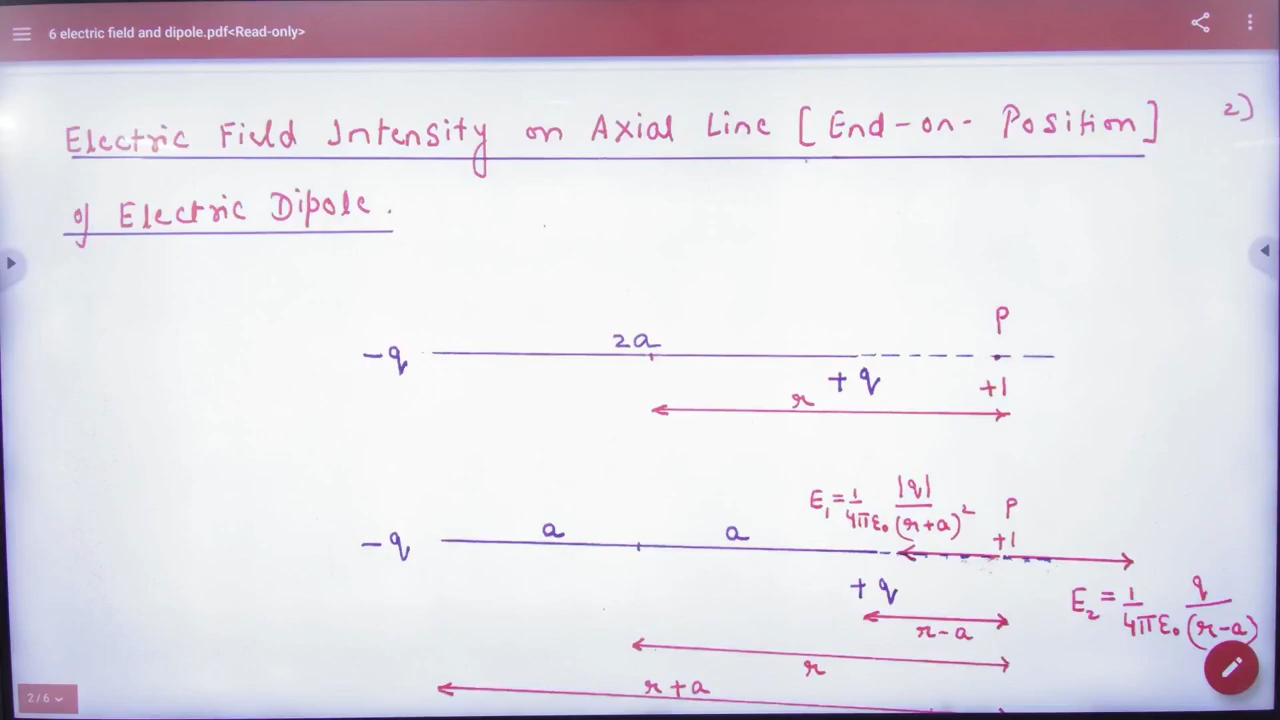 6 electric field and dipole.pdf<Read-only>
Electric Field Intensity on Axial Line [End-on-Position] 2)
of Electric Dipole.
P
2a
-q
+q +1
r
E₁ = 1/4πε₀ |q|/(r+a)² P
a a +1
-q
+q
E₂ = 1/4πε₀ q/(r-a)
r-a
r
r+a
2/6